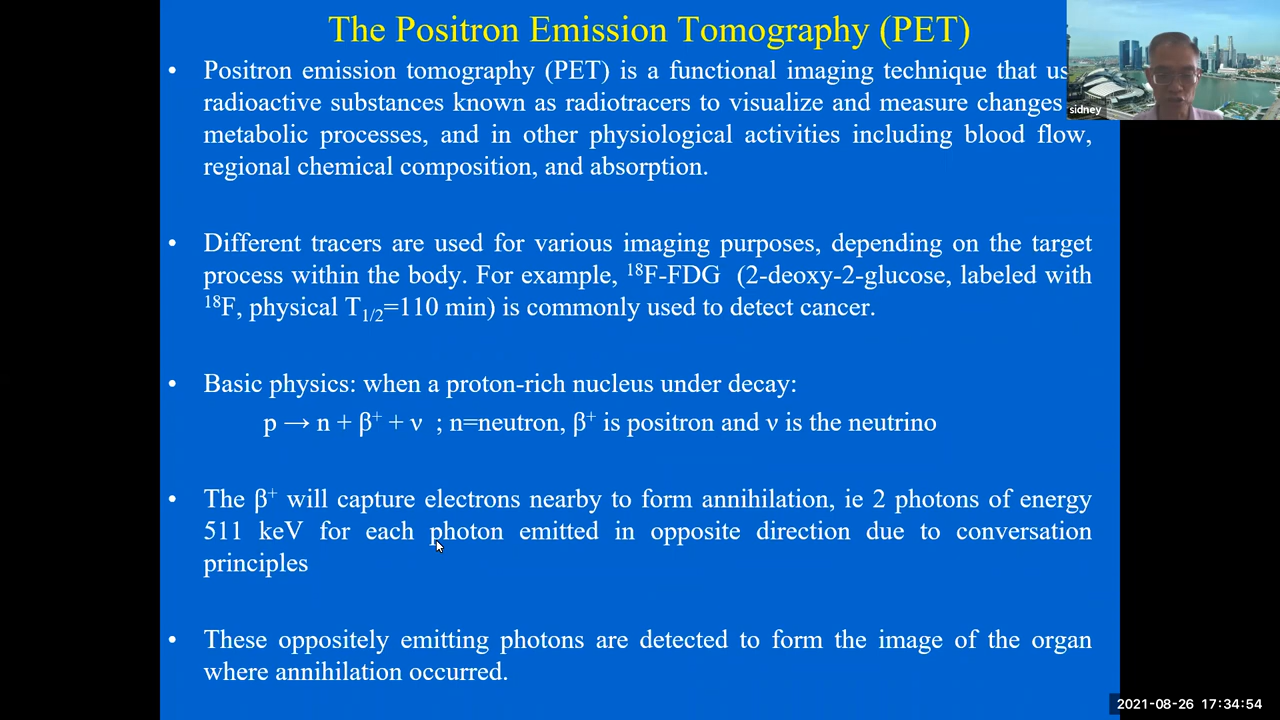 The Positron Emission Tomography (PET)
• Positron emission tomography (PET) is a functional imaging technique that us
radioactive substances known as radiotracers to visualize and measure changes
metabolic processes, and in other physiological activities including blood flow,
regional chemical composition, and absorption.
• Different tracers are used for various imaging purposes, depending on the target
process within the body. For example, ¹⁸F-FDG (2-deoxy-2-glucose, labeled with
¹⁸F, physical T₁/₂=110 min) is commonly used to detect cancer.
• Basic physics: when a proton-rich nucleus under decay:
p → n + β⁺ + ν ; n=neutron, β⁺ is positron and ν is the neutrino
• The β⁺ will capture electrons nearby to form annihilation, ie 2 photons of energy
511 keV for each photon emitted in opposite direction due to conversation
principles
• These oppositely emitting photons are detected to form the image of the organ
where annihilation occurred.
sidney
2021-08-26 17:34:54